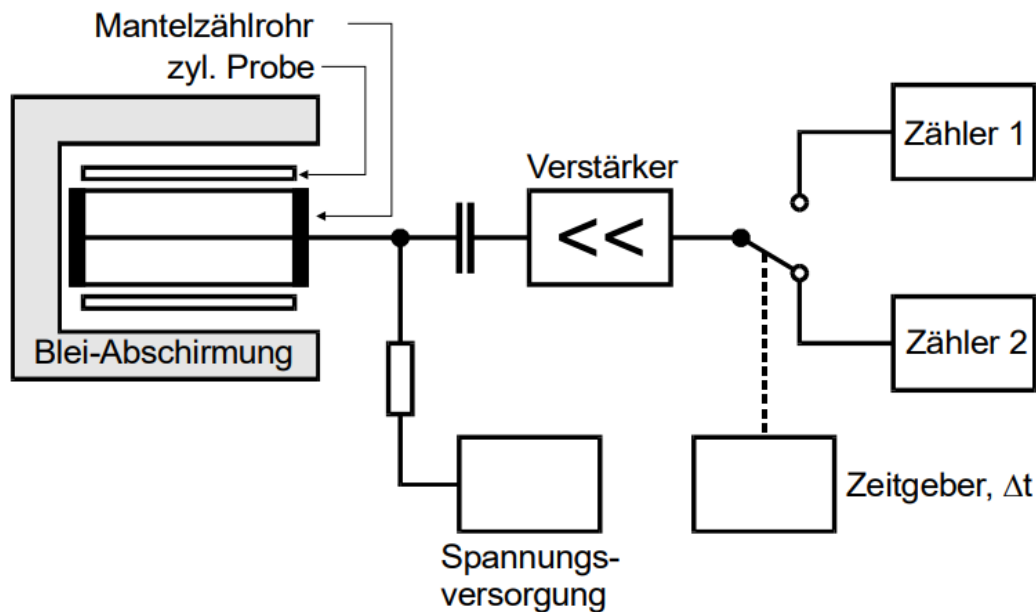 Mantelzählrohr
zyl. Probe
Blei-Abschirmung
Verstärker
<<
Zähler 1
Zähler 2
Zeitgeber, Δt
Spannungs-
versorgung